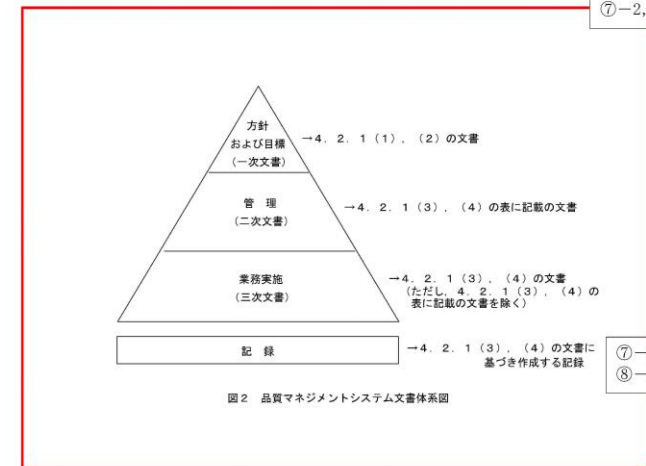 ⑦－2,
方針
および目標
（一次文書）
→４．２．１（１），（２）の文書
管　理
（二次文書）
→４．２．１（３），（４）の表に記載の文書
業務実施
（三次文書）
→４．２．１（３），（４）の文書
（ただし，４．２．１（３），（４）の
表に記載の文書を除く）
記　録
→４．２．１（３），（４）の文書に
基づき作成する記録
⑦－
⑧－
図２　品質マネジメントシステム文書体系図